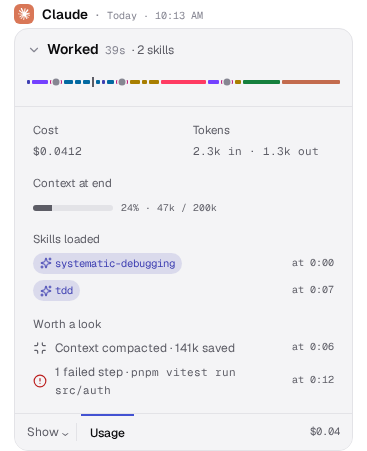 Claude · Today · 10:13 AM
Worked 39s · 2 skills
Cost Tokens
$0.0412 2.3k in · 1.3k out
Context at end
24% · 47k / 200k
Skills loaded
systematic-debugging at 0:00
tdd at 0:07
Worth a look
Context compacted · 141k saved at 0:06
1 failed step · pnpm vitest run at 0:12
src/auth
Show Usage $0.04